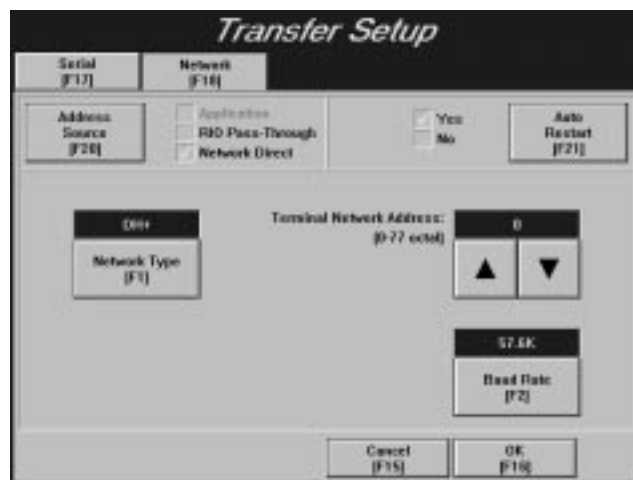 Transfer Setup
Serial
[F17]
Network
[F18]
Address
Source
[F20]
Application
RIO Pass-Through
Network Direct
Yes
No
Auto
Restart
[F21]
DH+
Network Type
[F1]
Terminal Network Address:
(0-77 octal)
0
▲ ▼
57.6K
Baud Rate
[F2]
Cancel
[F15]
OK
[F16]